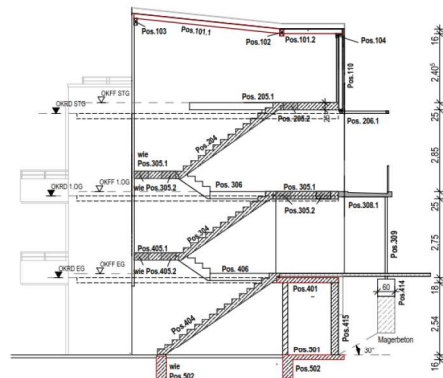 Pos.103
Pos.101.1
Pos.102
Pos.101.2
Pos.104
16
Pos.110
2,40⁵
OKFF STG
OKRD STG
Pos. 205.1
Pos.205.2
Pos.206.1
25
Pos.204
2,85
wie
Pos.305.1
wie Pos.305.2
Pos. 306
OKFF 1.OG
OKRD 1.OG
Pos. 305.1
Pos.305.2
Pos.308.1
25
Pos.304
Pos.309
2,75
Pos.405.1
wie Pos.405.2
Pos.406
OKFF EG
OKRD EG
Pos.401
60
Pos.414
18
Pos.404
Pos.415
Magerbeton
2,54
Pos.501
30°
wie
Pos.502
Pos.502
16